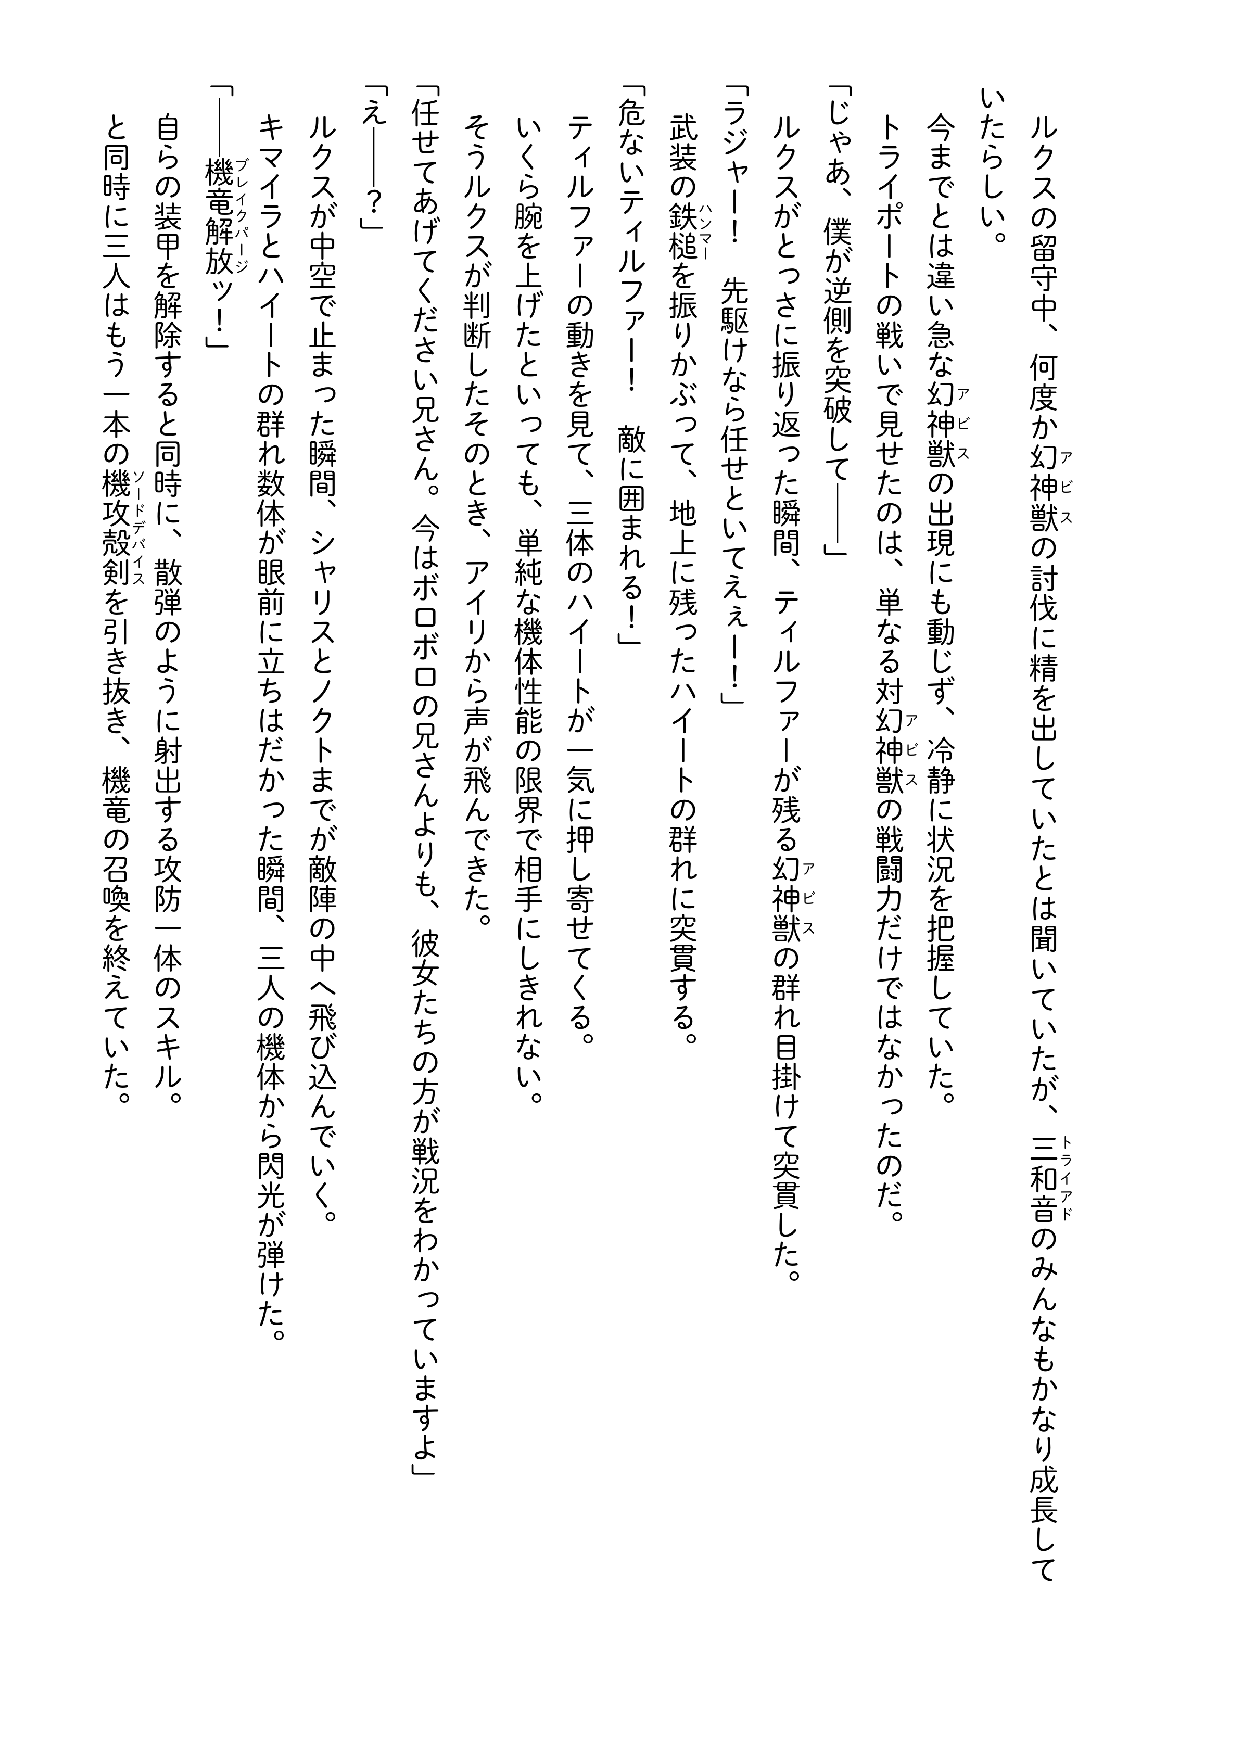 ルクスの留守中、何度か幻神獣の討伐に精を出していたとは聞いていたが、三和音のみんなもかなり成長して
いたらしい。
今までとは違い急な幻神獣の出現にも動じず、冷静に状況を把握していた。
トライポートの戦いで見せたのは、単なる対幻神獣の戦闘力だけではなかったのだ。
「じゃあ、僕が逆側を突破して――」
ルクスがとっさに振り返った瞬間、ティルファーが残る幻神獣の群れ目掛けて突貫した。
「ラジャー！　先駆けなら任せといてえぇー！」
武装の鉄槌を振りかぶって、地上に残ったハイートの群れに突貫する。
「危ないティルファー！　敵に囲まれる！」
ティルファーの動きを見て、三体のハイートが一気に押し寄せてくる。
いくら腕を上げたといっても、単純な機体性能の限界で相手にしきれない。
そうルクスが判断したそのとき、アイリから声が飛んできた。
「任せてあげてください兄さん。今はボロボロの兄さんよりも、彼女たちの方が戦況をわかっていますよ」
「え――？」
ルクスが中空で止まった瞬間、シャリスとノクトまでが敵陣の中へ飛び込んでいく。
キマイラとハイートの群れ数体が眼前に立ちはだかった瞬間、三人の機体から閃光が弾けた。
「――機竜解放ッ！」
自らの装甲を解除すると同時に、散弾のように射出する攻防一体のスキル。
と同時に三人はもう一本の機攻殻剣を引き抜き、機竜の召喚を終えていた。
アビス
トライアド
アビス
アビス
アビス
ハンマー
ブレイクパージ
ソードデバイス